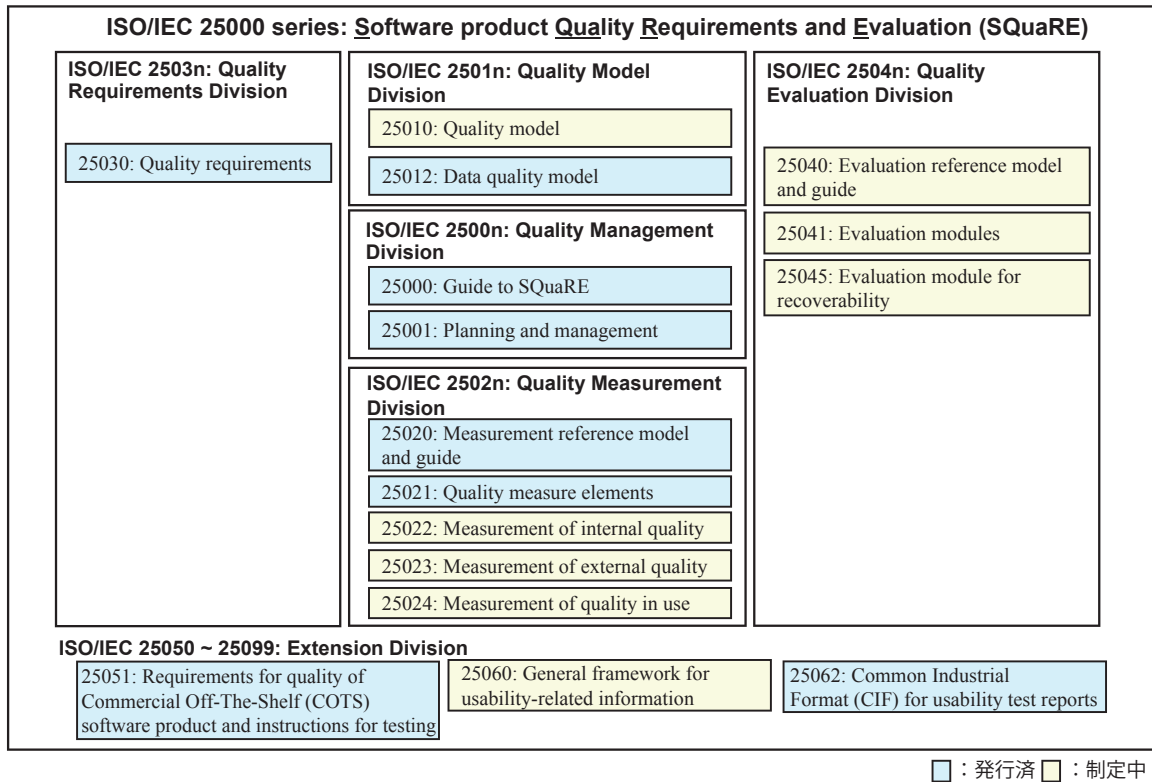 ISO/IEC 25000 series: Software product Quality Requirements and Evaluation (SQuaRE)
ISO/IEC 2503n: Quality
Requirements Division
25030: Quality requirements
ISO/IEC 2501n: Quality Model
Division
25010: Quality model
25012: Data quality model
ISO/IEC 2500n: Quality Management
Division
25000: Guide to SQuaRE
25001: Planning and management
ISO/IEC 2502n: Quality Measurement
Division
25020: Measurement reference model
and guide
25021: Quality measure elements
25022: Measurement of internal quality
25023: Measurement of external quality
25024: Measurement of quality in use
ISO/IEC 2504n: Quality
Evaluation Division
25040: Evaluation reference model
and guide
25041: Evaluation modules
25045: Evaluation module for
recoverability
ISO/IEC 25050 ~ 25099: Extension Division
25051: Requirements for quality of
Commercial Off-The-Shelf (COTS)
software product and instructions for testing
25060: General framework for
usability-related information
25062: Common Industrial
Format (CIF) for usability test reports
：発行済 ：制定中